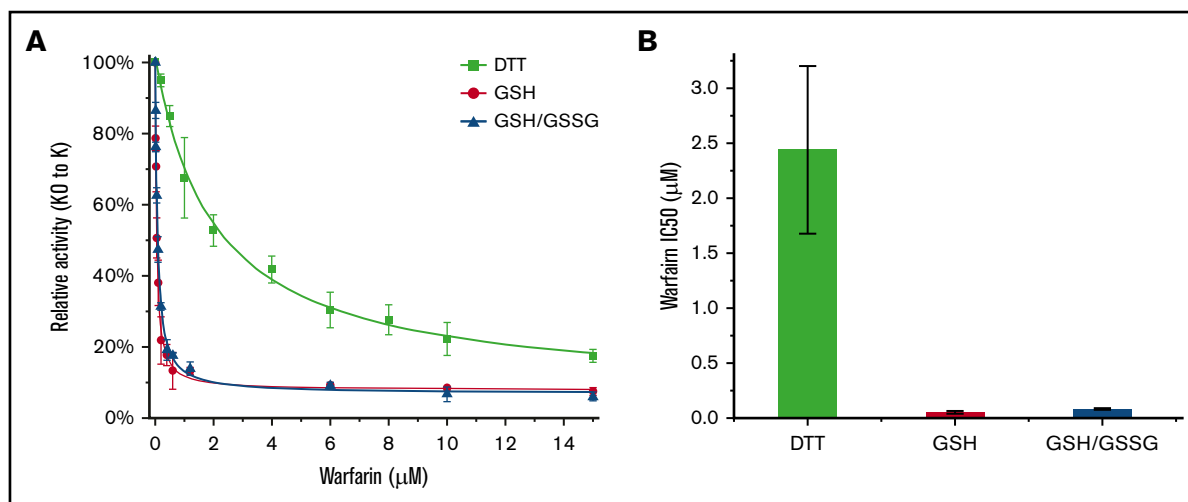 A
100%
80%
60%
40%
20%
0%
Relative activity (KO to K)
DTT
GSH
GSH/GSSG
0
2
4
6
8
10
12
14
Warfarin (μM)
B
3.0
2.5
2.0
1.5
1.0
0.5
0.0
Warfairn IC50 (μM)
DTT
GSH
GSH/GSSG